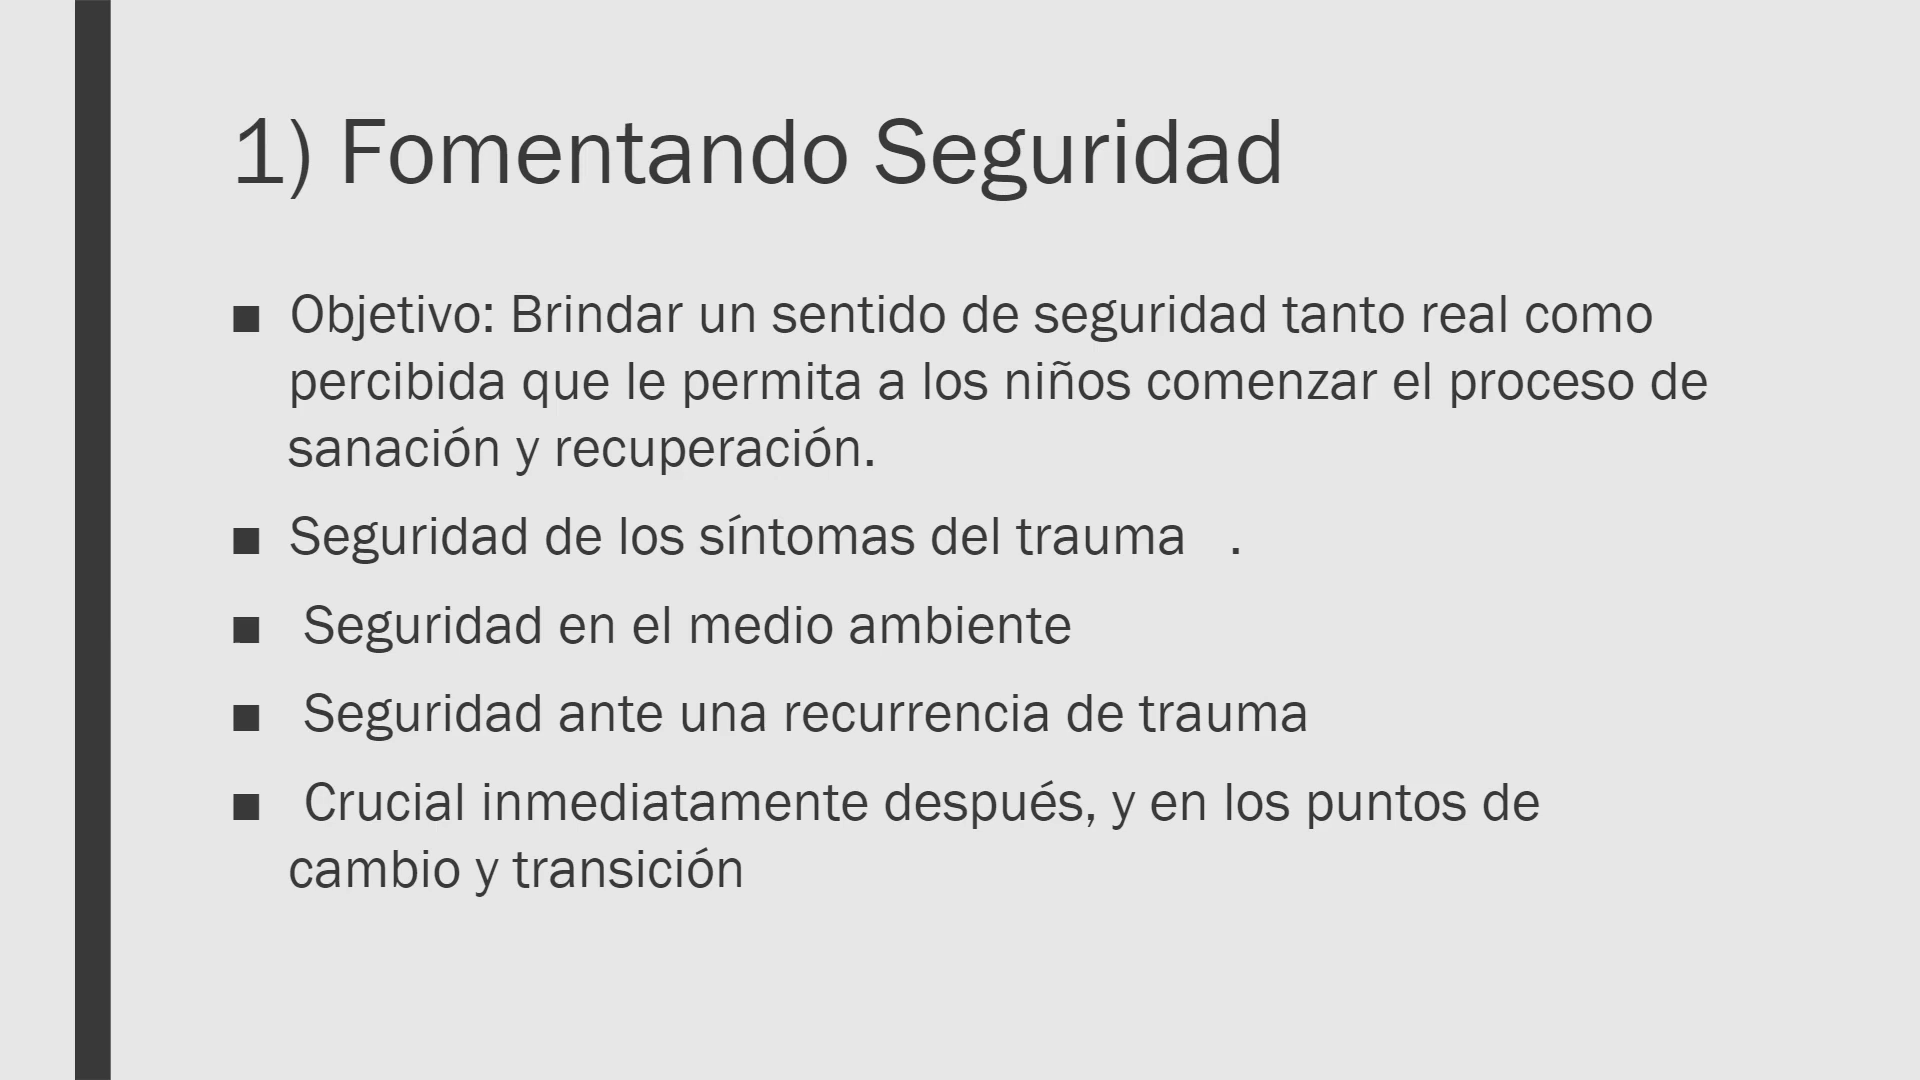 1) Fomentando Seguridad
■ Objetivo: Brindar un sentido de seguridad tanto real como
percibida que le permita a los niños comenzar el proceso de
sanación y recuperación.
■ Seguridad de los síntomas del trauma .
■ Seguridad en el medio ambiente
■ Seguridad ante una recurrencia de trauma
■ Crucial inmediatamente después, y en los puntos de
cambio y transición